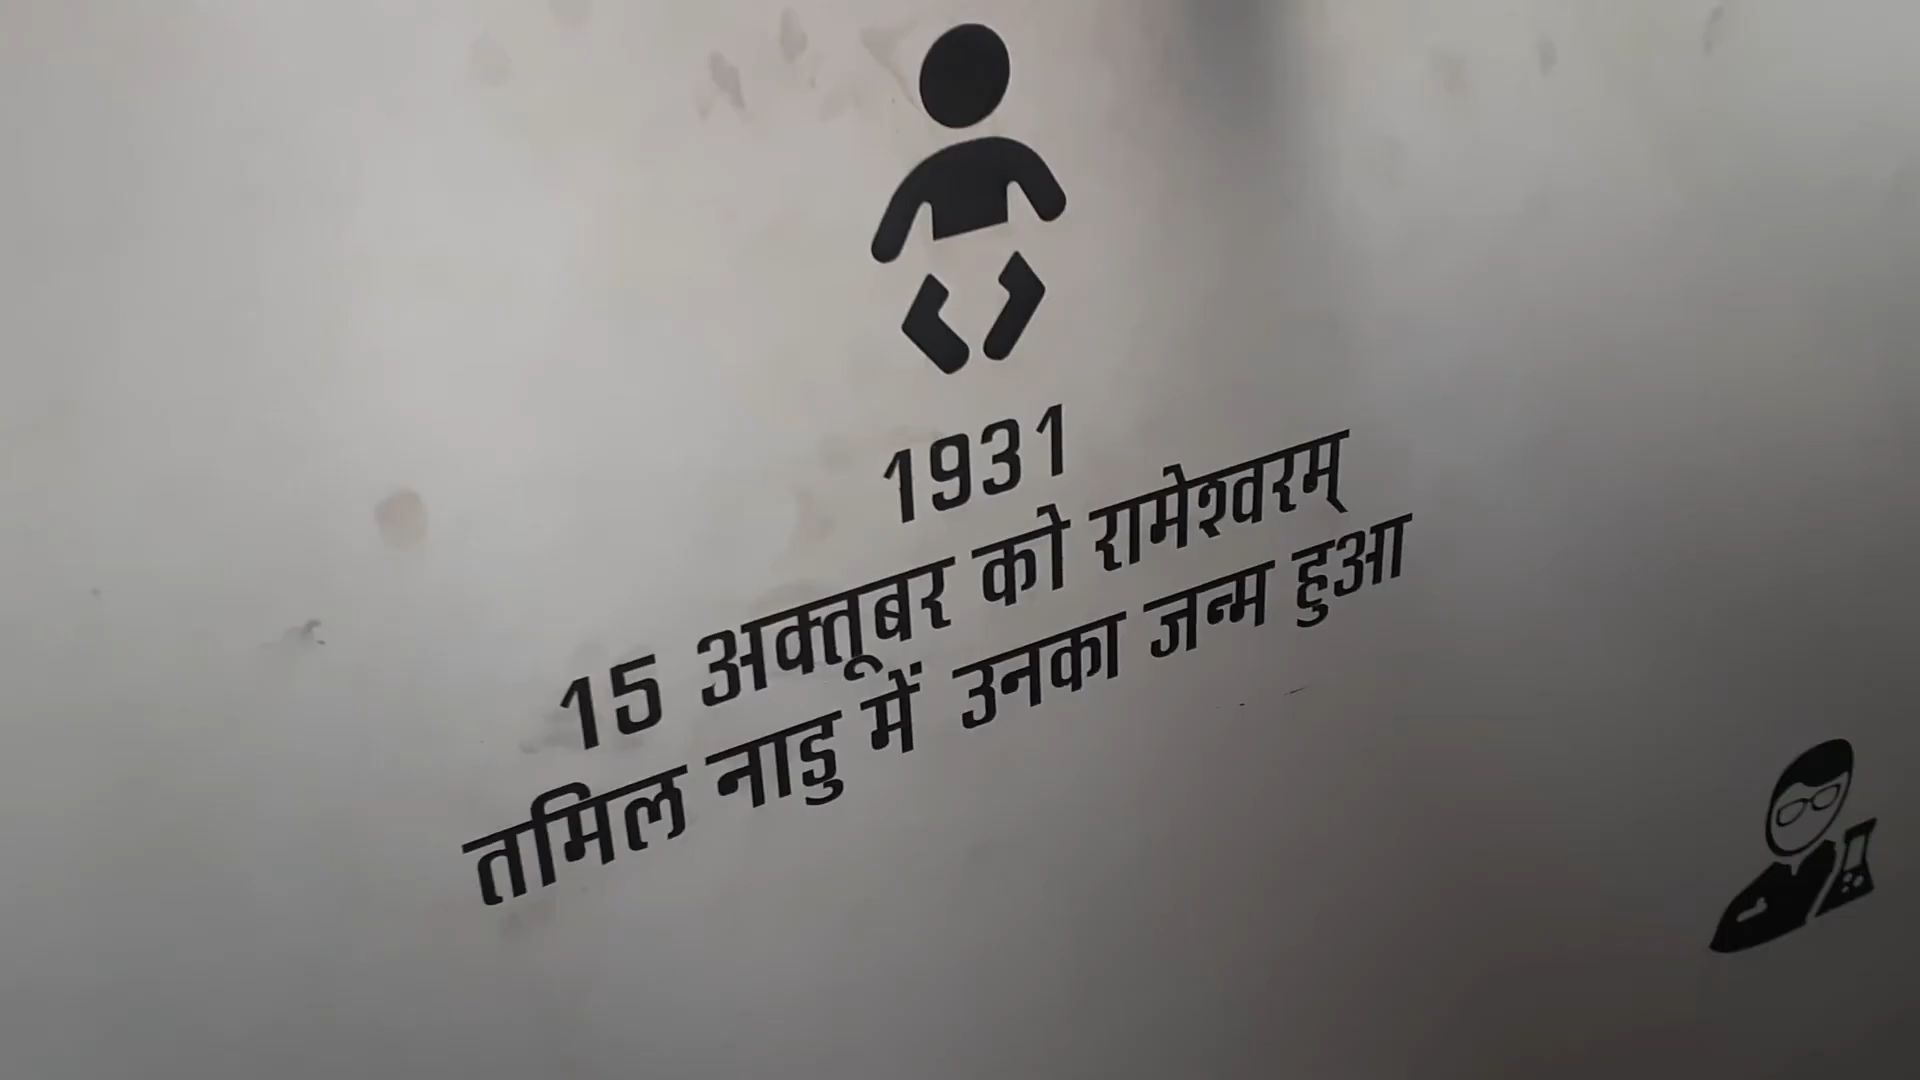 1931
15 अक्तूबर को रामेश्वरम्
तमिल नाडु में उनका जन्म हुआ